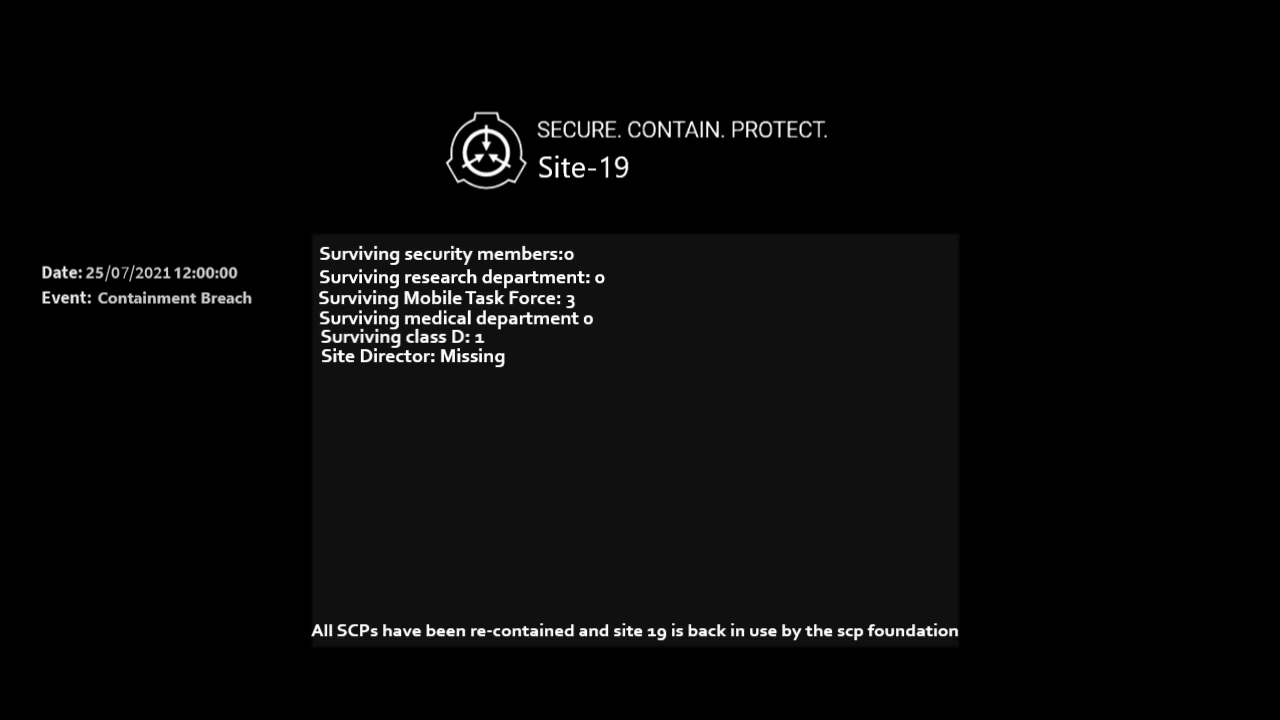 SECURE. CONTAIN. PROTECT.
Site-19
Date: 25/07/2021 12:00:00
Event: Containment Breach
Surviving security members:0
Surviving research department: 0
Surviving Mobile Task Force: 3
Surviving medical department 0
Surviving class D: 1
Site Director: Missing
All SCPs have been re-contained and site 19 is back in use by the scp foundation